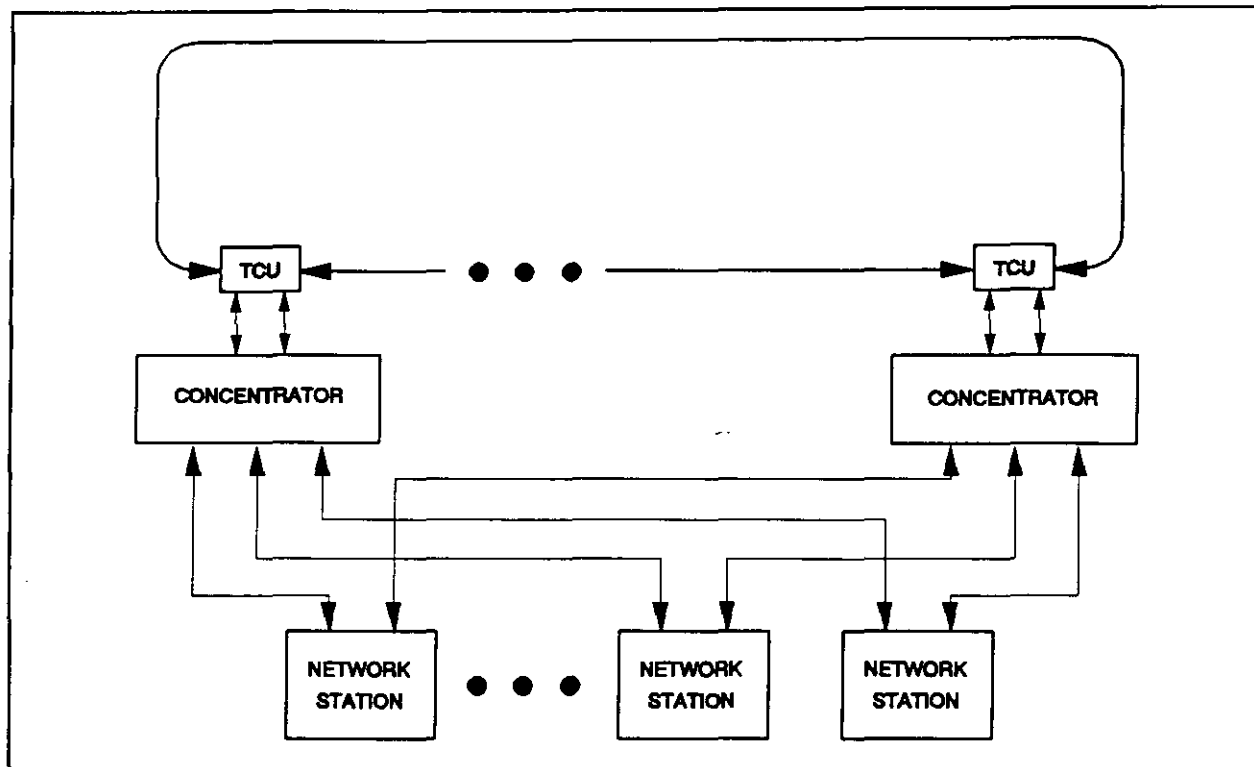 TCU
TCU
CONCENTRATOR
CONCENTRATOR
NETWORK
STATION
NETWORK
STATION
NETWORK
STATION